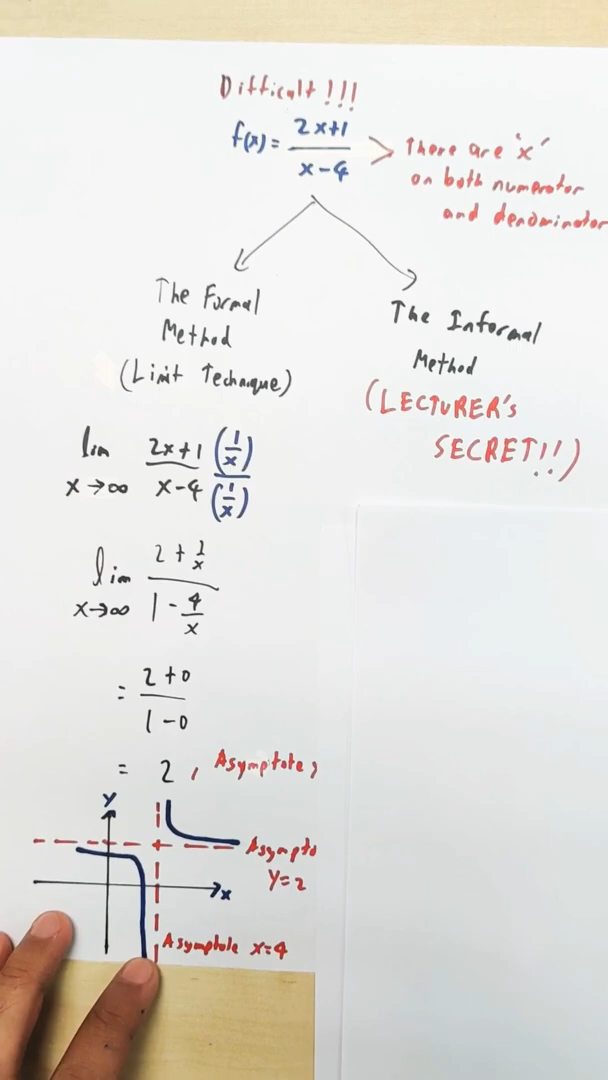 Difficult!!!
f(x) = 2x+1 / x-4
There are 'x'
on both numerator
and denominator
The Formal
Method
(Limit Technique)
The Informal
Method
(LECTURER's
SECRET!!)
lim x→∞ 2x+1 / x-4 (1/x) / (1/x)
lim x→∞ 2 + 1/x / 1 - 4/x
= 2+0 / 1-0
= 2, Asymptote,
Y
Asympto
Y=2
x
Asymptote x=4